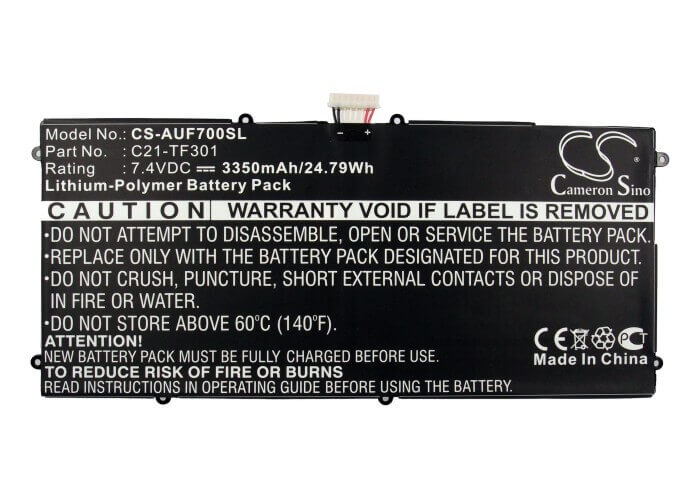 - +
Model No.: CS-AUF700SL
Part No. : C21-TF301
Rating : 7.4VDC 3350mAh/24.79Wh
Lithium-Polymer Battery Pack
CS
Cameron Sino
CAUTION WARRANTY VOID IF LABEL IS REMOVED
•DO NOT ATTEMPT TO DISASSEMBLE, OPEN OR SERVICE THE BATTERY PACK.
•REPLACE ONLY WITH THE BATTERY PACK DESIGNATED FOR THIS PRODUCT.
•DO NOT CRUSH, PUNCTURE, SHORT EXTERNAL CONTACTS OR DISPOSE
IN FIRE OR WATER.
•DO NOT STORE ABOVE 60°C (140°F)
ATTENTION!
NEW BATTERY PACK MUST BE FULLY CHARGED BEFORE USE.
TO REDUCE RISK OF FIRE OR BURNS
READ INSTRUCTIONS IN OPERATING GUIDE BEFORE USING THE BATTERY.
CE PCT
MADE IN CHINA